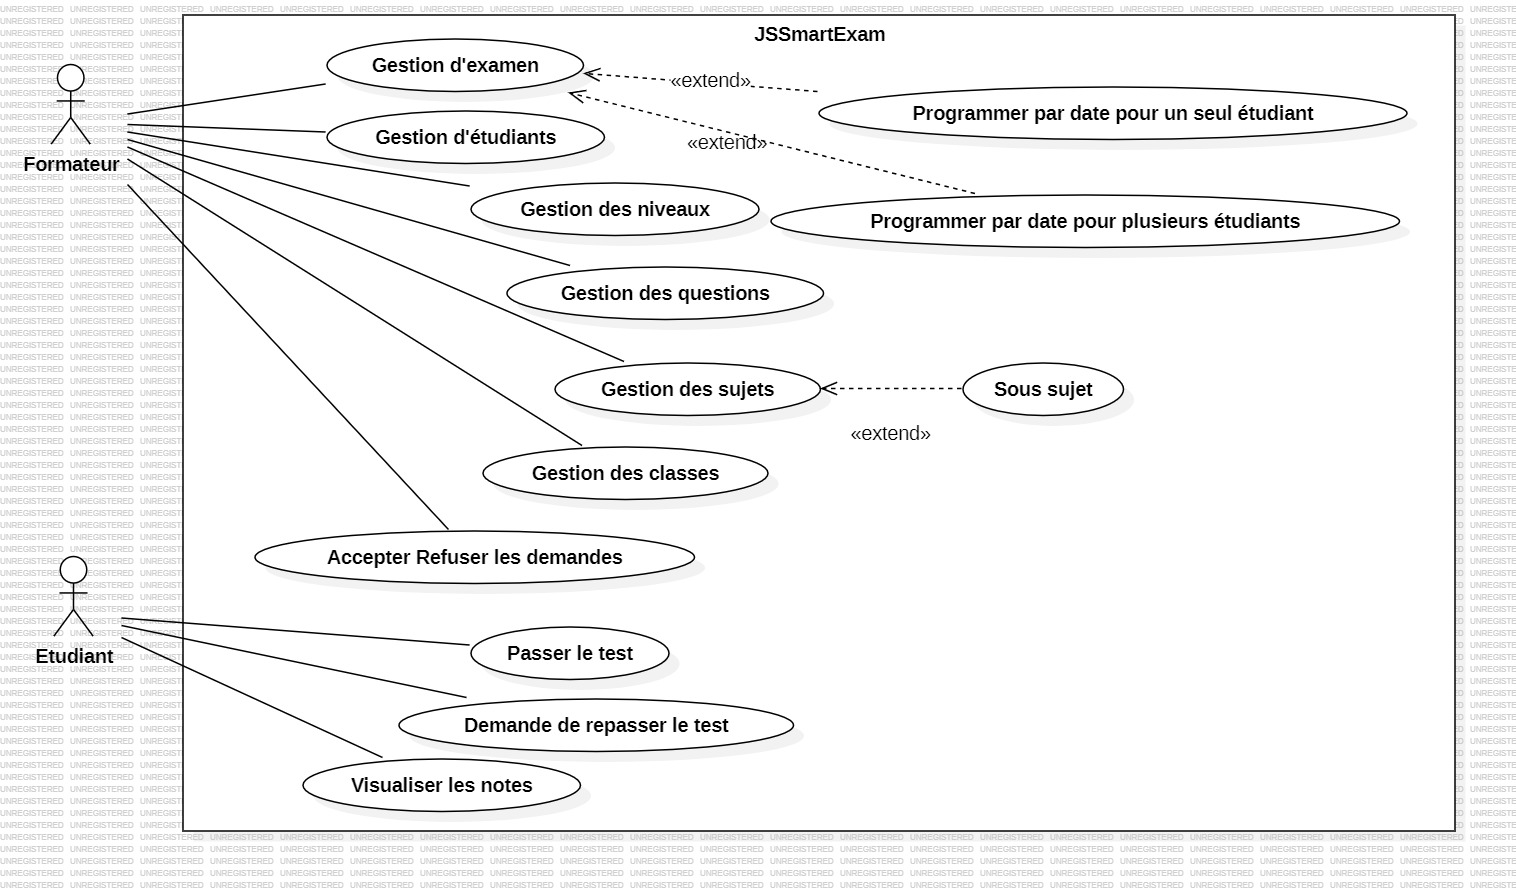 JSSmartExam
Gestion d'examen
«extend»
Programmer par date pour un seul étudiant
Gestion d'étudiants
«extend»
Formateur
Gestion des niveaux
Programmer par date pour plusieurs étudiants
Gestion des questions
Gestion des sujets
Sous sujet
«extend»
Gestion des classes
Accepter Refuser les demandes
Etudiant
Passer le test
Demande de repasser le test
Visualiser les notes
UNREGISTERED